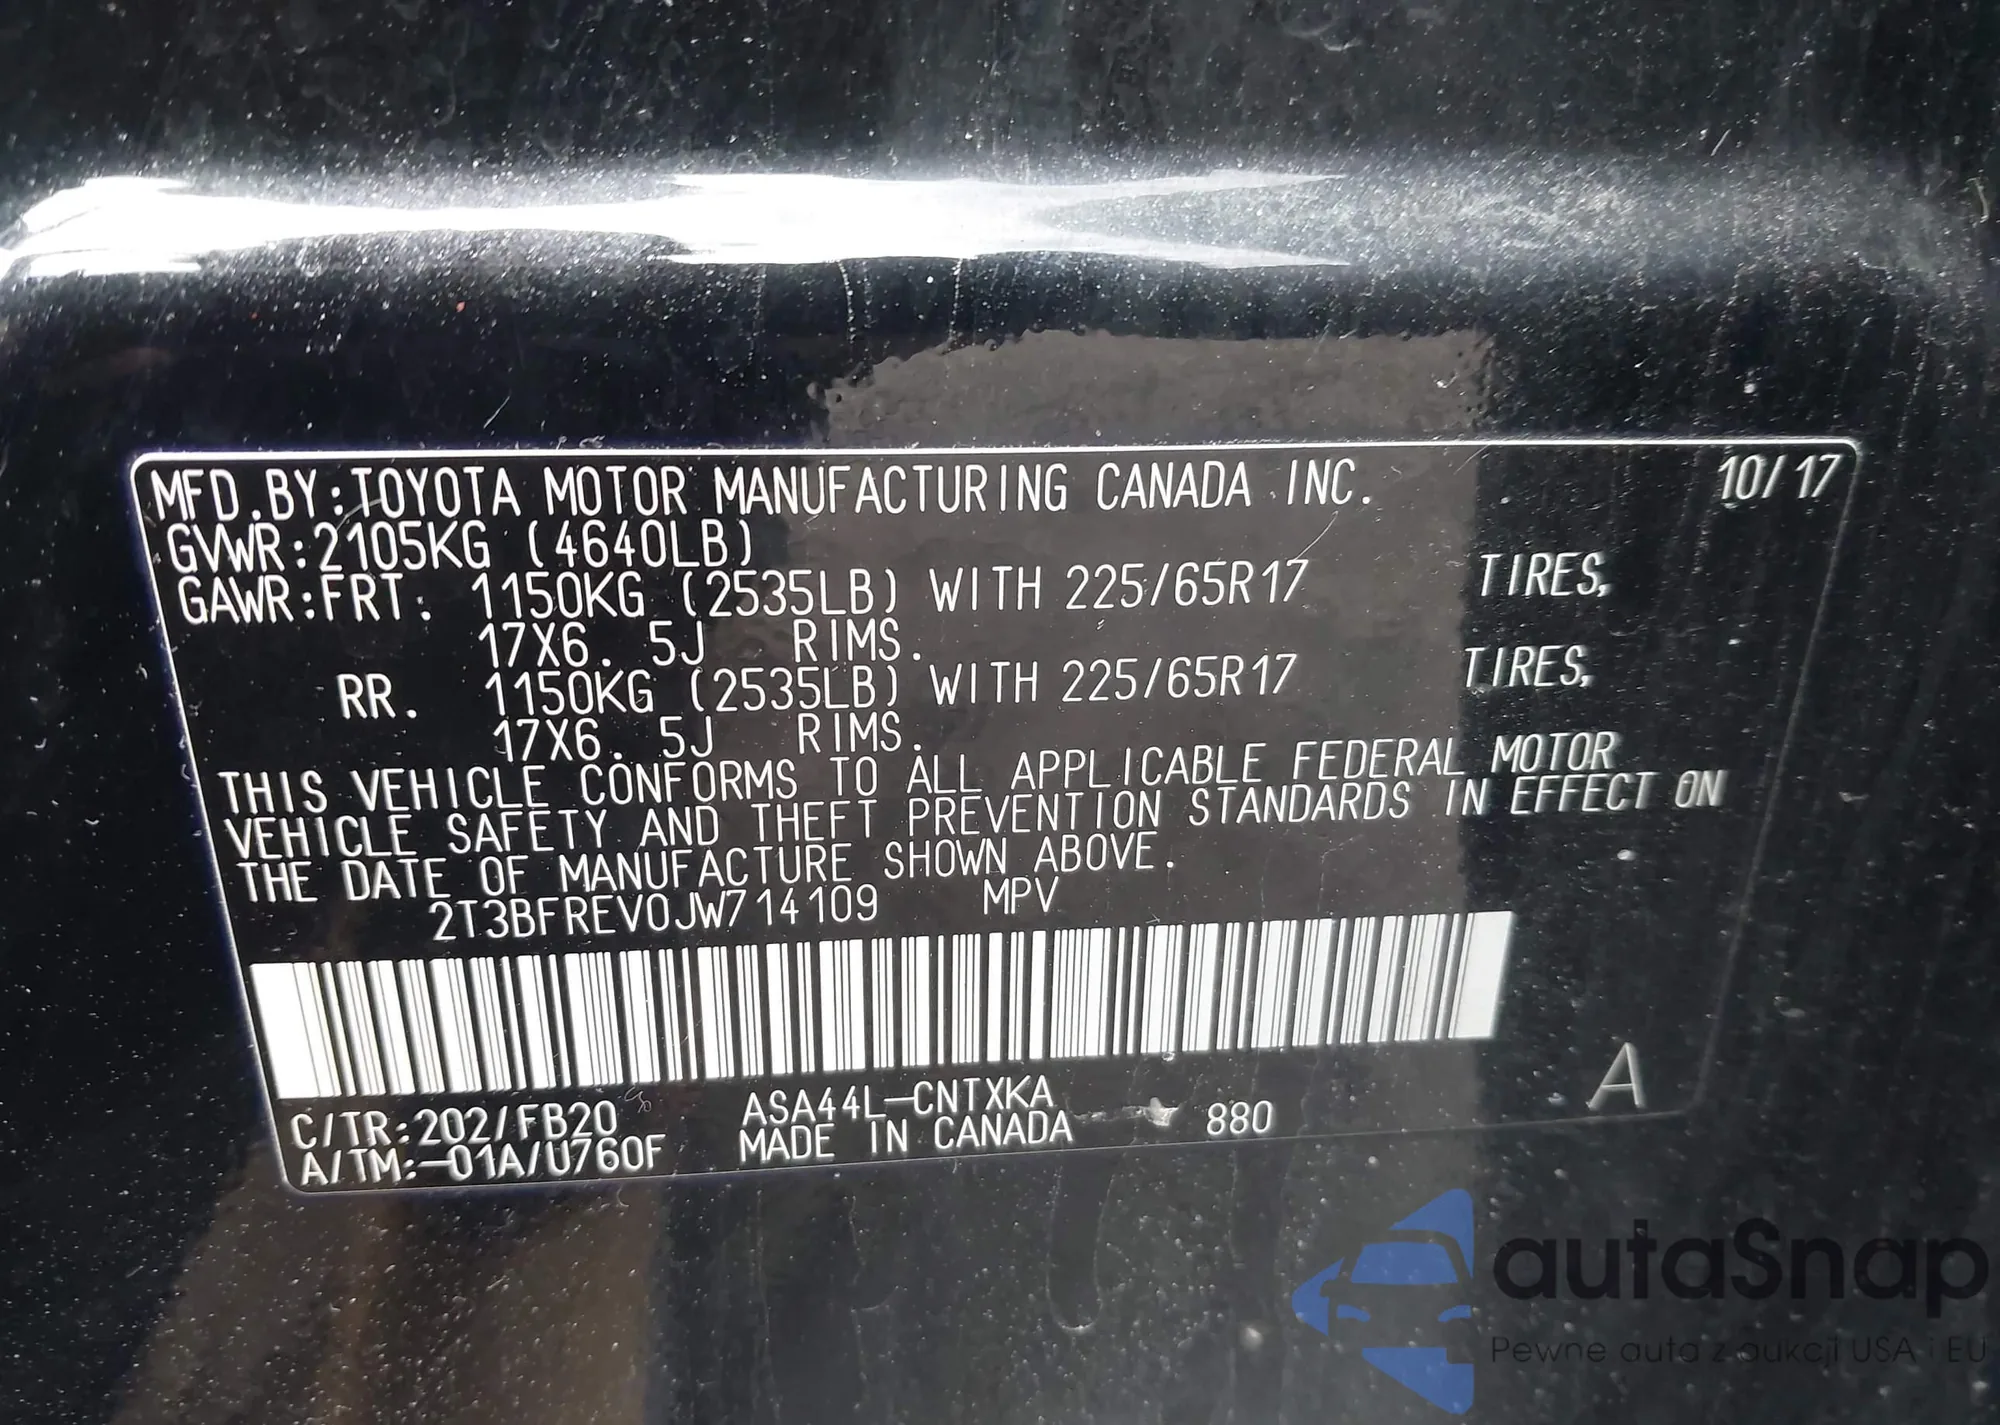 MFD.BY:TOYOTA MOTOR MANUFACTURING CANADA INC. 10/17
GVWR:2105KG (4640LB)
GAWR:FRT. 1150KG (2535LB) WITH 225/65R17 TIRES,
17X6.5J RIMS.
RR. 1150KG (2535LB) WITH 225/65R17 TIRES,
17X6.5J RIMS.
THIS VEHICLE CONFORMS TO ALL APPLICABLE FEDERAL MOTOR
VEHICLE SAFETY AND THEFT PREVENTION STANDARDS IN EFFECT ON
THE DATE OF MANUFACTURE SHOWN ABOVE.
2T3BFREV0JW714109 MPV
C/TR:202/FB20 ASA44L-CNTXKA 880 A
A/TM:-01A/U760F MADE IN CANADA
autaSnap
Pewne auta z aukcji USA i EU